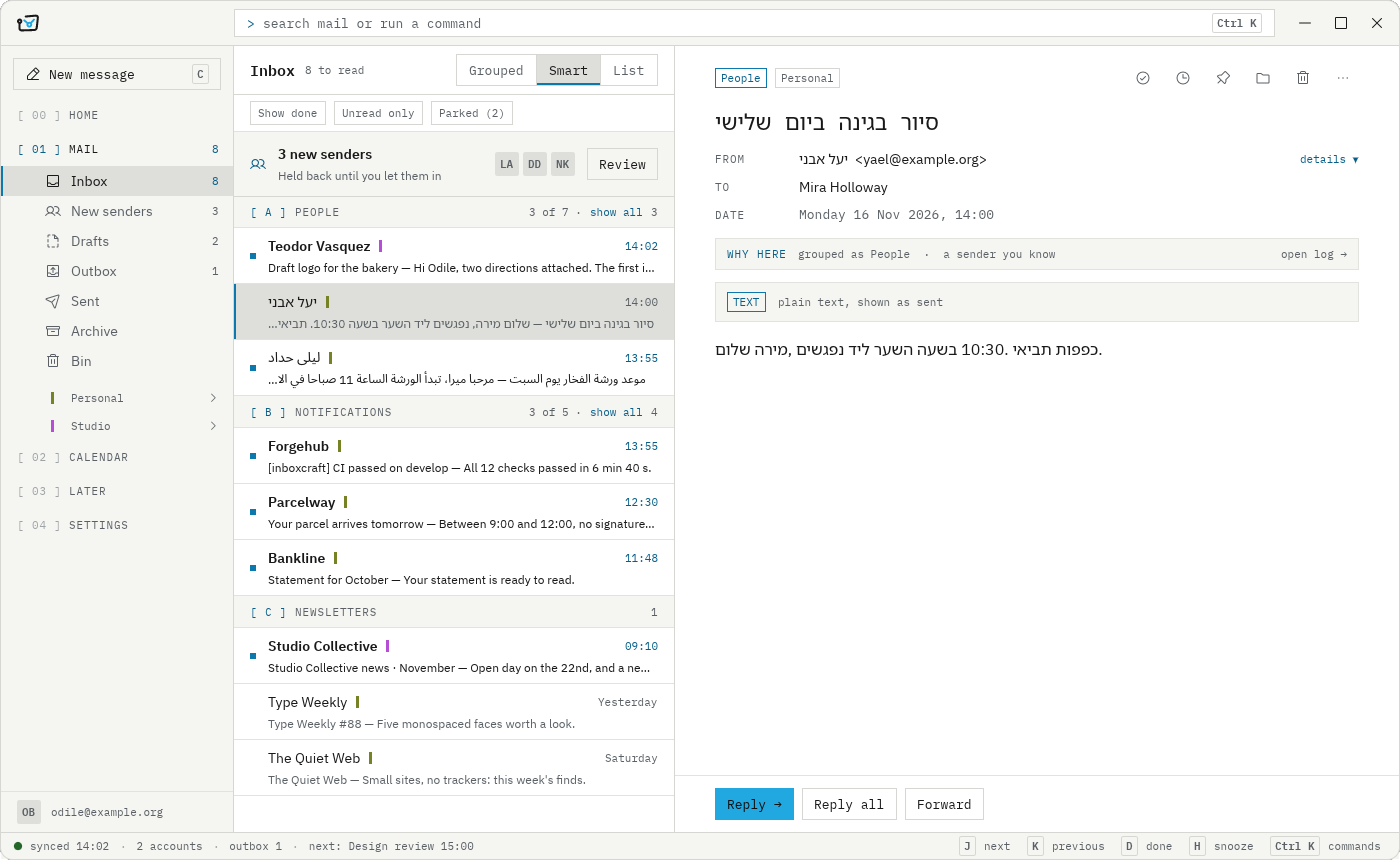 > search mail or run a command Ctrl K
New message C
[ 00 ] HOME
[ 01 ] MAIL 8
Inbox 8
New senders 3
Drafts 2
Outbox 1
Sent
Archive
Bin
Personal
Studio
[ 02 ] CALENDAR
[ 03 ] LATER
[ 04 ] SETTINGS
OB odile@example.org
Inbox 8 to read Grouped Smart List
Show done Unread only Parked (2)
3 new senders
Held back until you let them in
LA DD NK Review
[ A ] PEOPLE 3 of 7 · show all 3
Teodor Vasquez 14:02
Draft logo for the bakery — Hi Odile, two directions attached. The first i…
יעל אבני 14:00
סיור בגינה ביום שלישי — שלום מירה, נפגשים ליד השער בשעה 10:30. תביאי…
ليلى حداد 13:55
موعد ورشة الفخار يوم السبت — مرحبا ميرا، تبدأ الورشة الساعة 11 صباحا في الا…
[ B ] NOTIFICATIONS 3 of 5 · show all 4
Forgehub 13:55
[inboxcraft] CI passed on develop — All 12 checks passed in 6 min 40 s.
Parcelway 12:30
Your parcel arrives tomorrow — Between 9:00 and 12:00, no signature…
Bankline 11:48
Statement for October — Your statement is ready to read.
[ C ] NEWSLETTERS 1
Studio Collective 09:10
Studio Collective news · November — Open day on the 22nd, and a ne…
Type Weekly Yesterday
Type Weekly #88 — Five monospaced faces worth a look.
The Quiet Web Saturday
The Quiet Web — Small sites, no trackers: this week's finds.
People Personal
סיור בגינה ביום שלישי
FROM יעל אבני <yael@example.org> details ▾
TO Mira Holloway
DATE Monday 16 Nov 2026, 14:00
WHY HERE grouped as People · a sender you know open log →
TEXT plain text, shown as sent
שלום מירה, נפגשים ליד השער בשעה 10:30. תביאי כפפות.
Reply → Reply all Forward
synced 14:02 · 2 accounts · outbox 1 · next: Design review 15:00
J next K previous D done H snooze Ctrl K commands